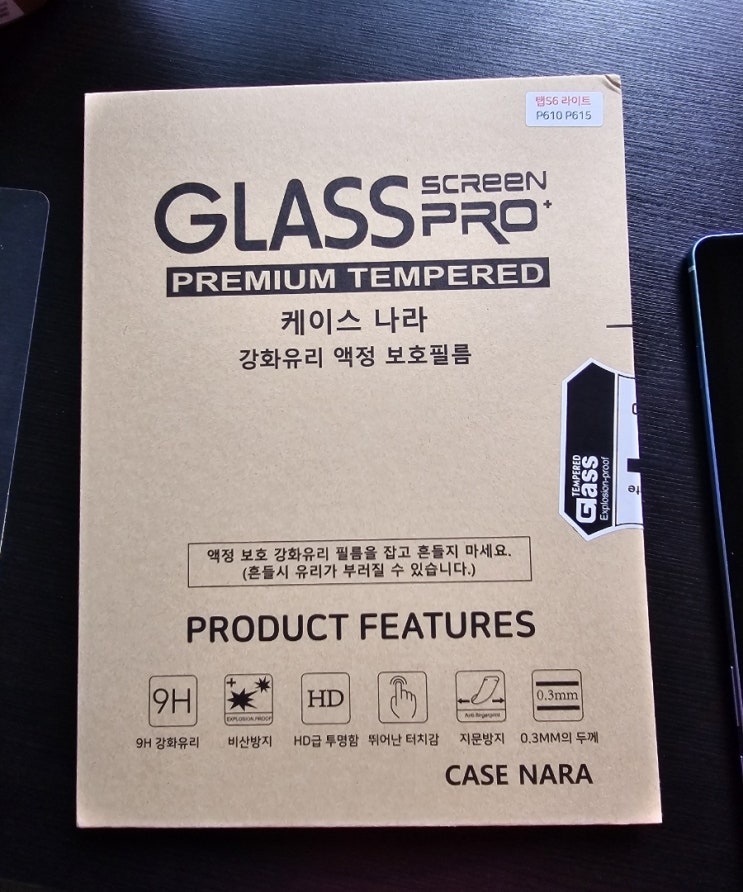 탭S6 라이트
P610 P615
GLASS SCREEN PRO+
PREMIUM TEMPERED
케이스 나라
강화유리 액정 보호필름
TEMPERED
Glass
Explosion-proof
액정 보호 강화유리 필름을 잡고 흔들지 마세요.
(흔들시 유리가 부러질 수 있습니다.)
PRODUCT FEATURES
9H
EXPLOSION.PROOF
HD
Anti-fingerprint
0.3mm
9H 강화유리
비산방지
HD급 투명함
뛰어난 터치감
지문방지
0.3MM의 두께
CASE NARA